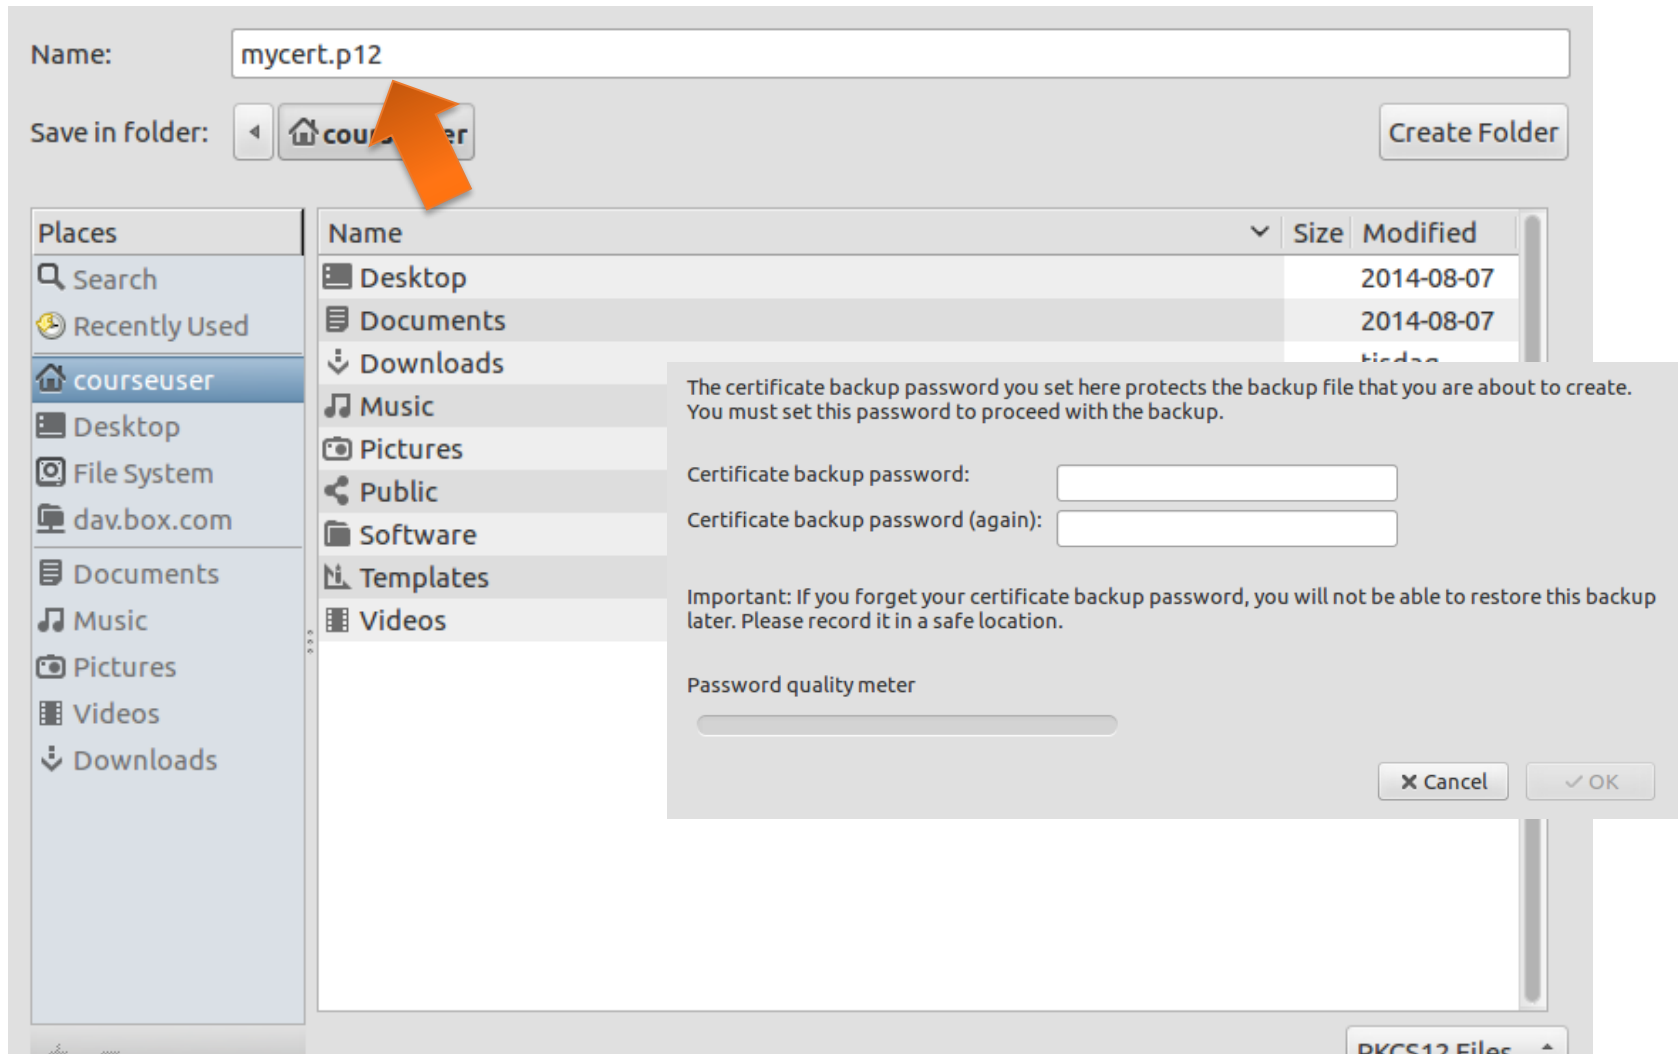 Name: mycert.p12
Save in folder: courseuser Create Folder
Places
Search
Recently Used
courseuser
Desktop
File System
dav.box.com
Documents
Music
Pictures
Videos
Downloads
Name Size Modified
Desktop 2014-08-07
Documents 2014-08-07
Downloads tisdag
Music
Pictures
Public
Software
Templates
Videos
The certificate backup password you set here protects the backup file that you are about to create.
You must set this password to proceed with the backup.
Certificate backup password:
Certificate backup password (again):
Important: If you forget your certificate backup password, you will not be able to restore this backup
later. Please record it in a safe location.
Password quality meter
Cancel OK
PKCS12 Files